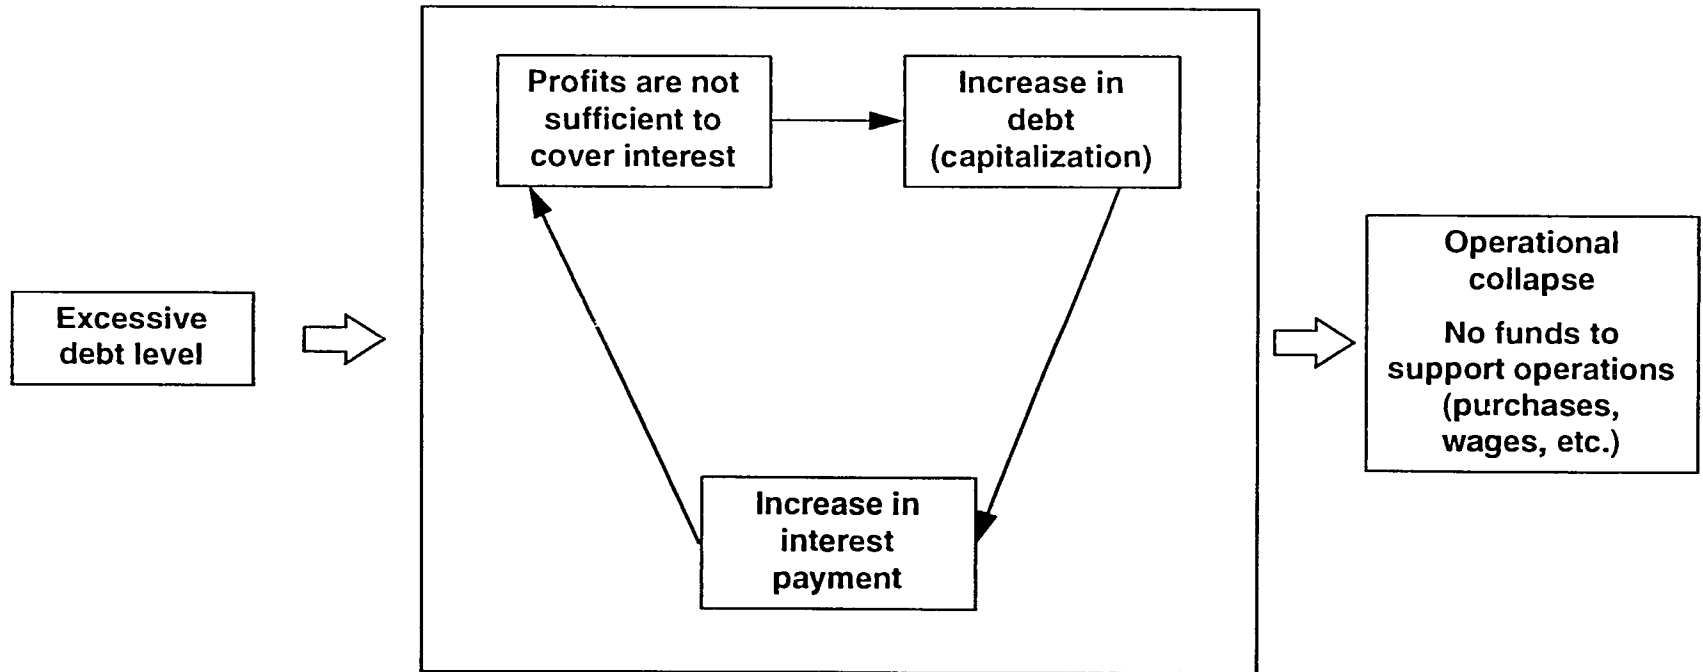 Excessive
debt level
Profits are not
sufficient to
cover interest
Increase in
debt
(capitalization)
Increase in
interest
payment
Operational
collapse
No funds to
support operations
(purchases,
wages, etc.)